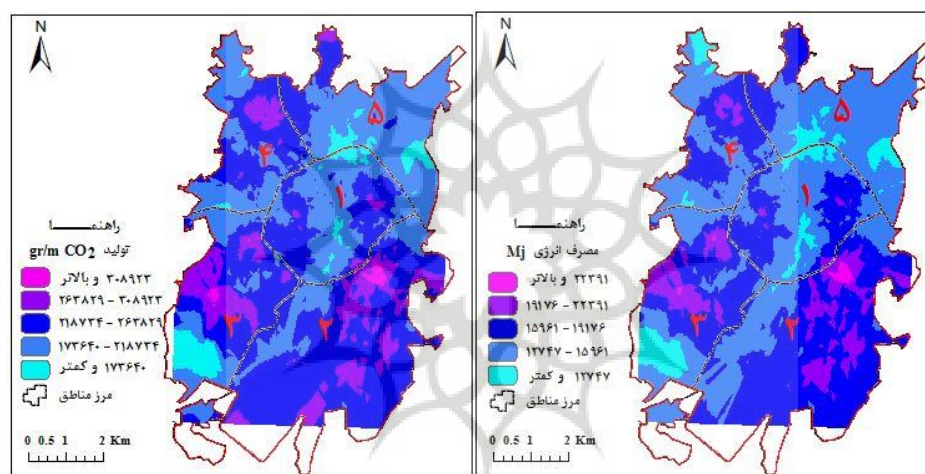 N
۵
۴
۱
۳
۲
راهنمــــــــا
تولید gr/m CO2
۳۰۸۹۲۳ و بالاتر
۲۶۳۸۲۹ - ۳۰۸۹۲۳
۲۱۸۷۳۴ - ۲۶۳۸۲۹
۱۷۳۶۴۰ - ۲۱۸۷۳۴
۱۷۳۶۴۰ و کمتر
مرز مناطق
0 0.5 1 2 Km
N
۵
۴
۱
۳
۲
راهنمــــــــا
مصرف انرژی Mj
۲۲۳۹۱ و بالاتر
۱۹۱۷۶ - ۲۲۳۹۱
۱۵۹۶۱ - ۱۹۱۷۶
۱۲۷۴۷ - ۱۵۹۶۱
۱۲۷۴۷ و کمتر
مرز مناطق
0 0.5 1 2 Km